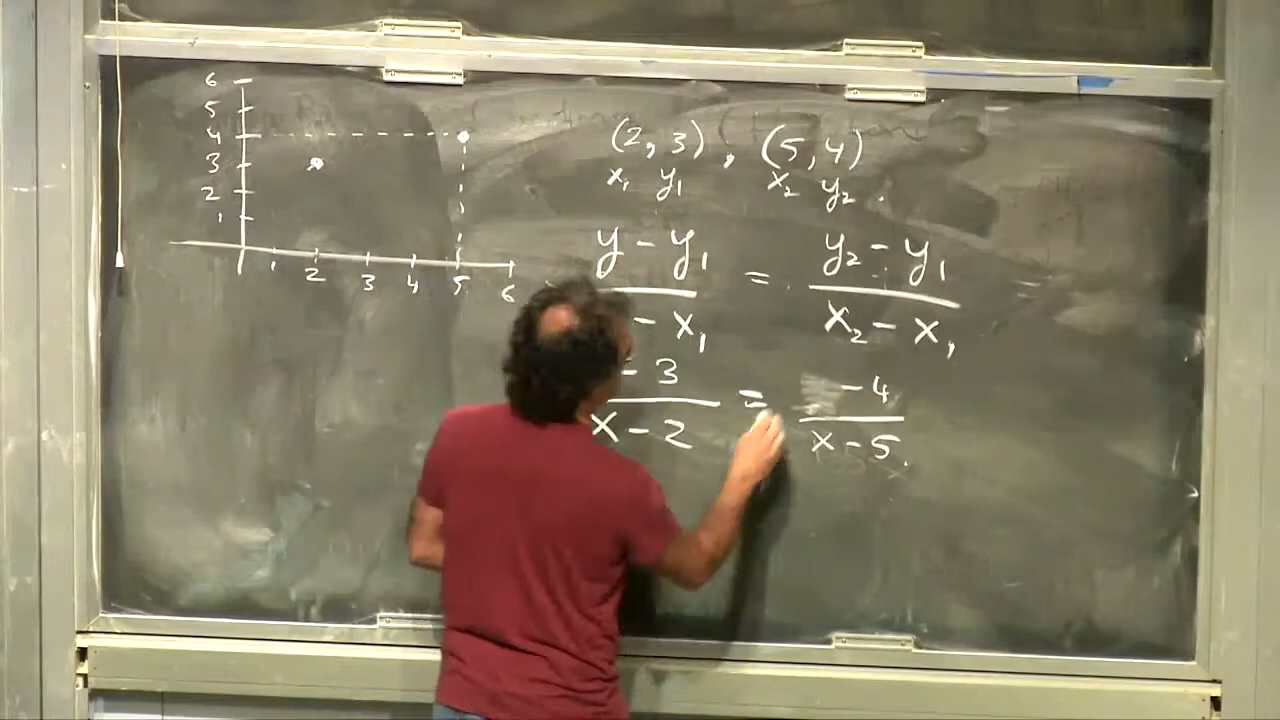 6
5
4
3
2
1
1 2 3 4 5 6
(2, 3) , (5, 4)
x₁ y₁ x₂ y₂
y - y₁ = y₂ - y₁
- x₁ x₂ - x₁
- 3 = - 4
x - 2 x - 5